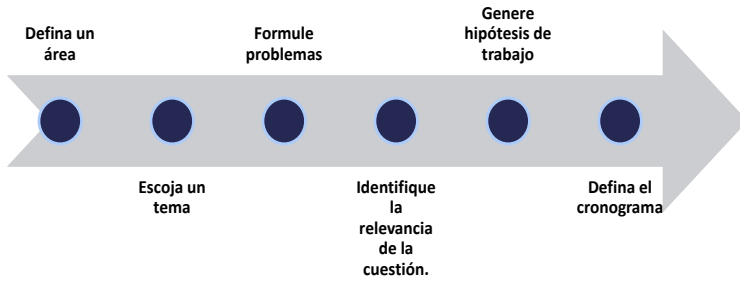 Defina un
área
Escoja un
tema
Formule
problemas
Identifique
la
relevancia
de la
cuestión.
Genere
hipótesis de
trabajo
Defina el
cronograma